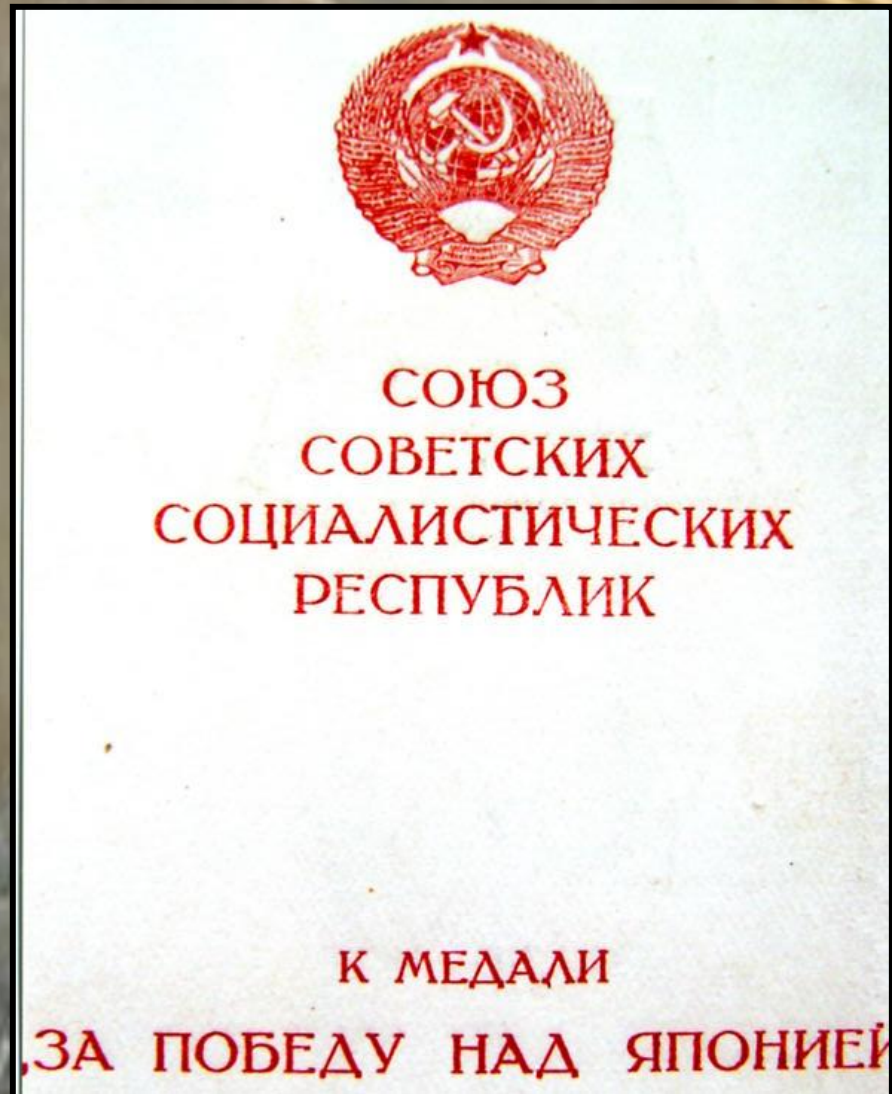 СОЮЗ
СОВЕТСКИХ
СОЦИАЛИСТИЧЕСКИХ
РЕСПУБЛИК
К МЕДАЛИ
„ЗА ПОБЕДУ НАД ЯПОНИЕЙ